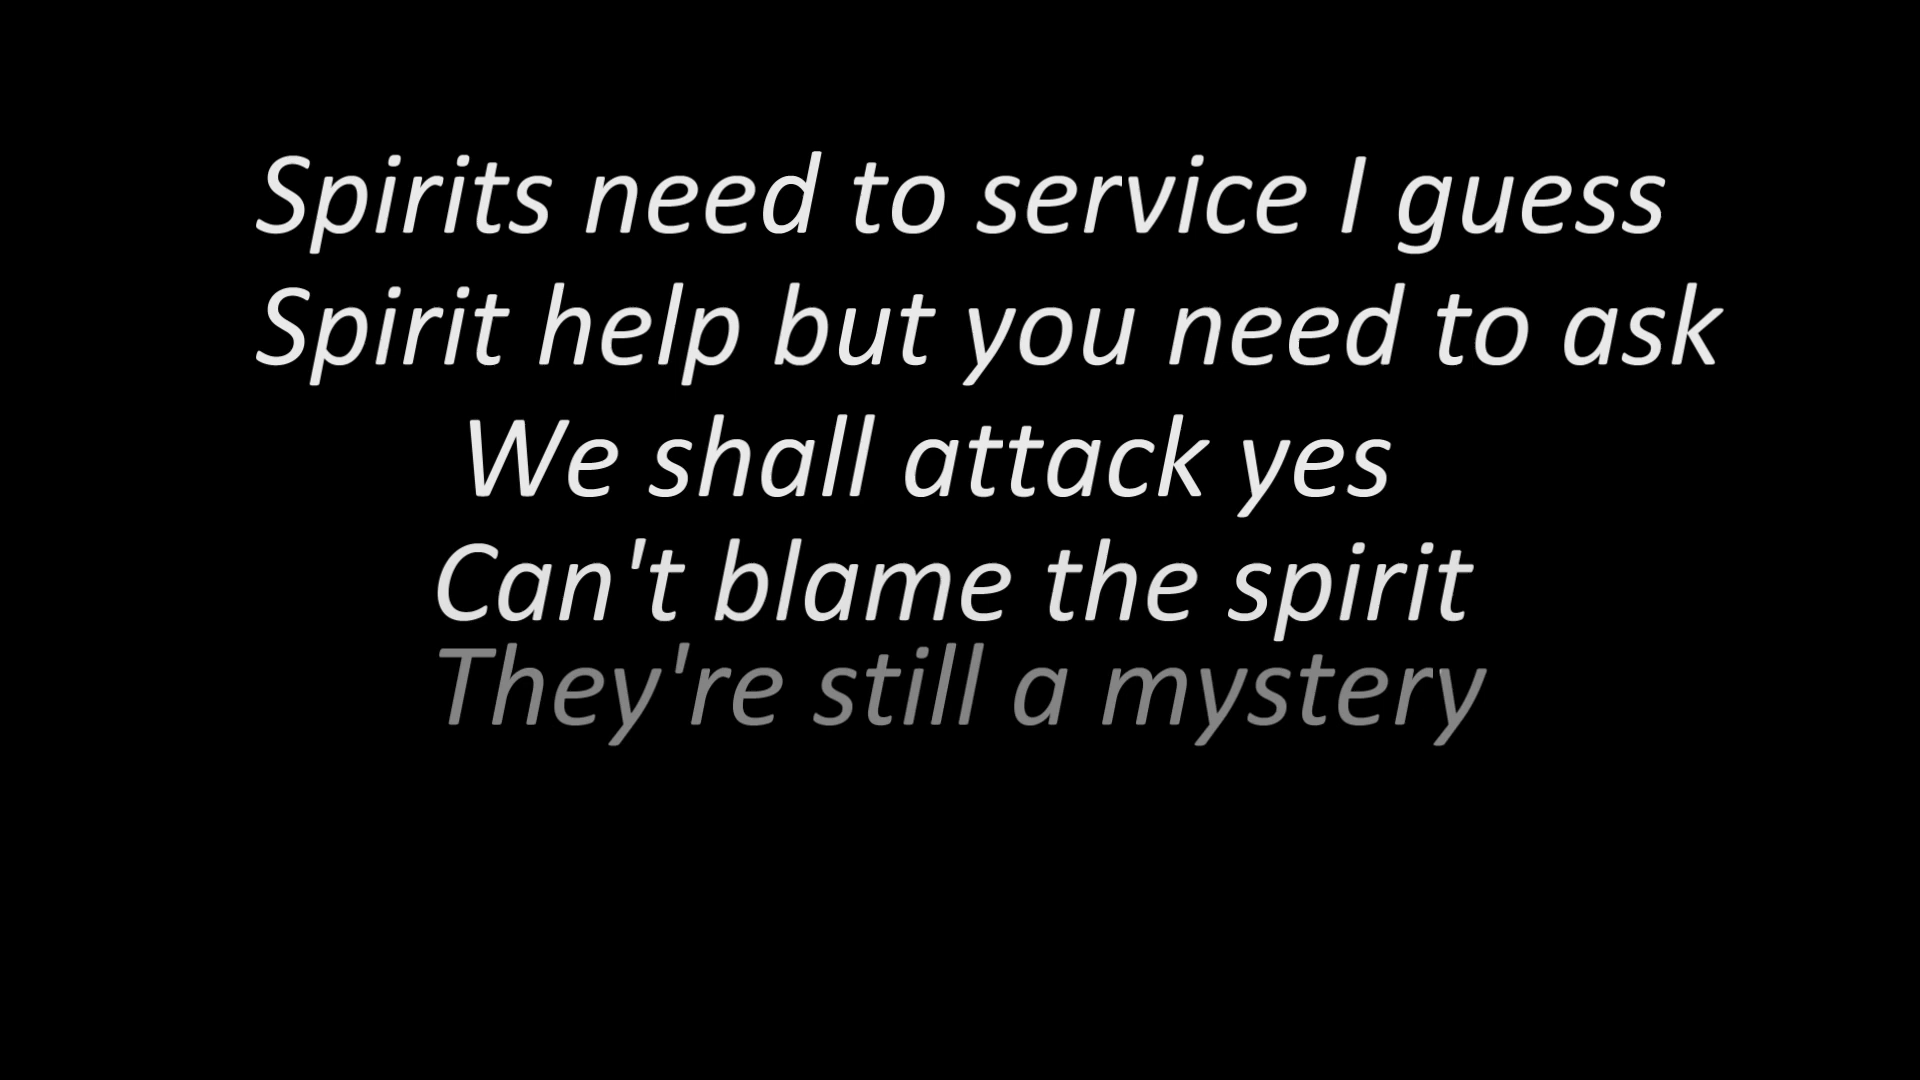 Spirits need to service I guess
Spirit help but you need to ask
We shall attack yes
Can't blame the spirit
They're still a mystery